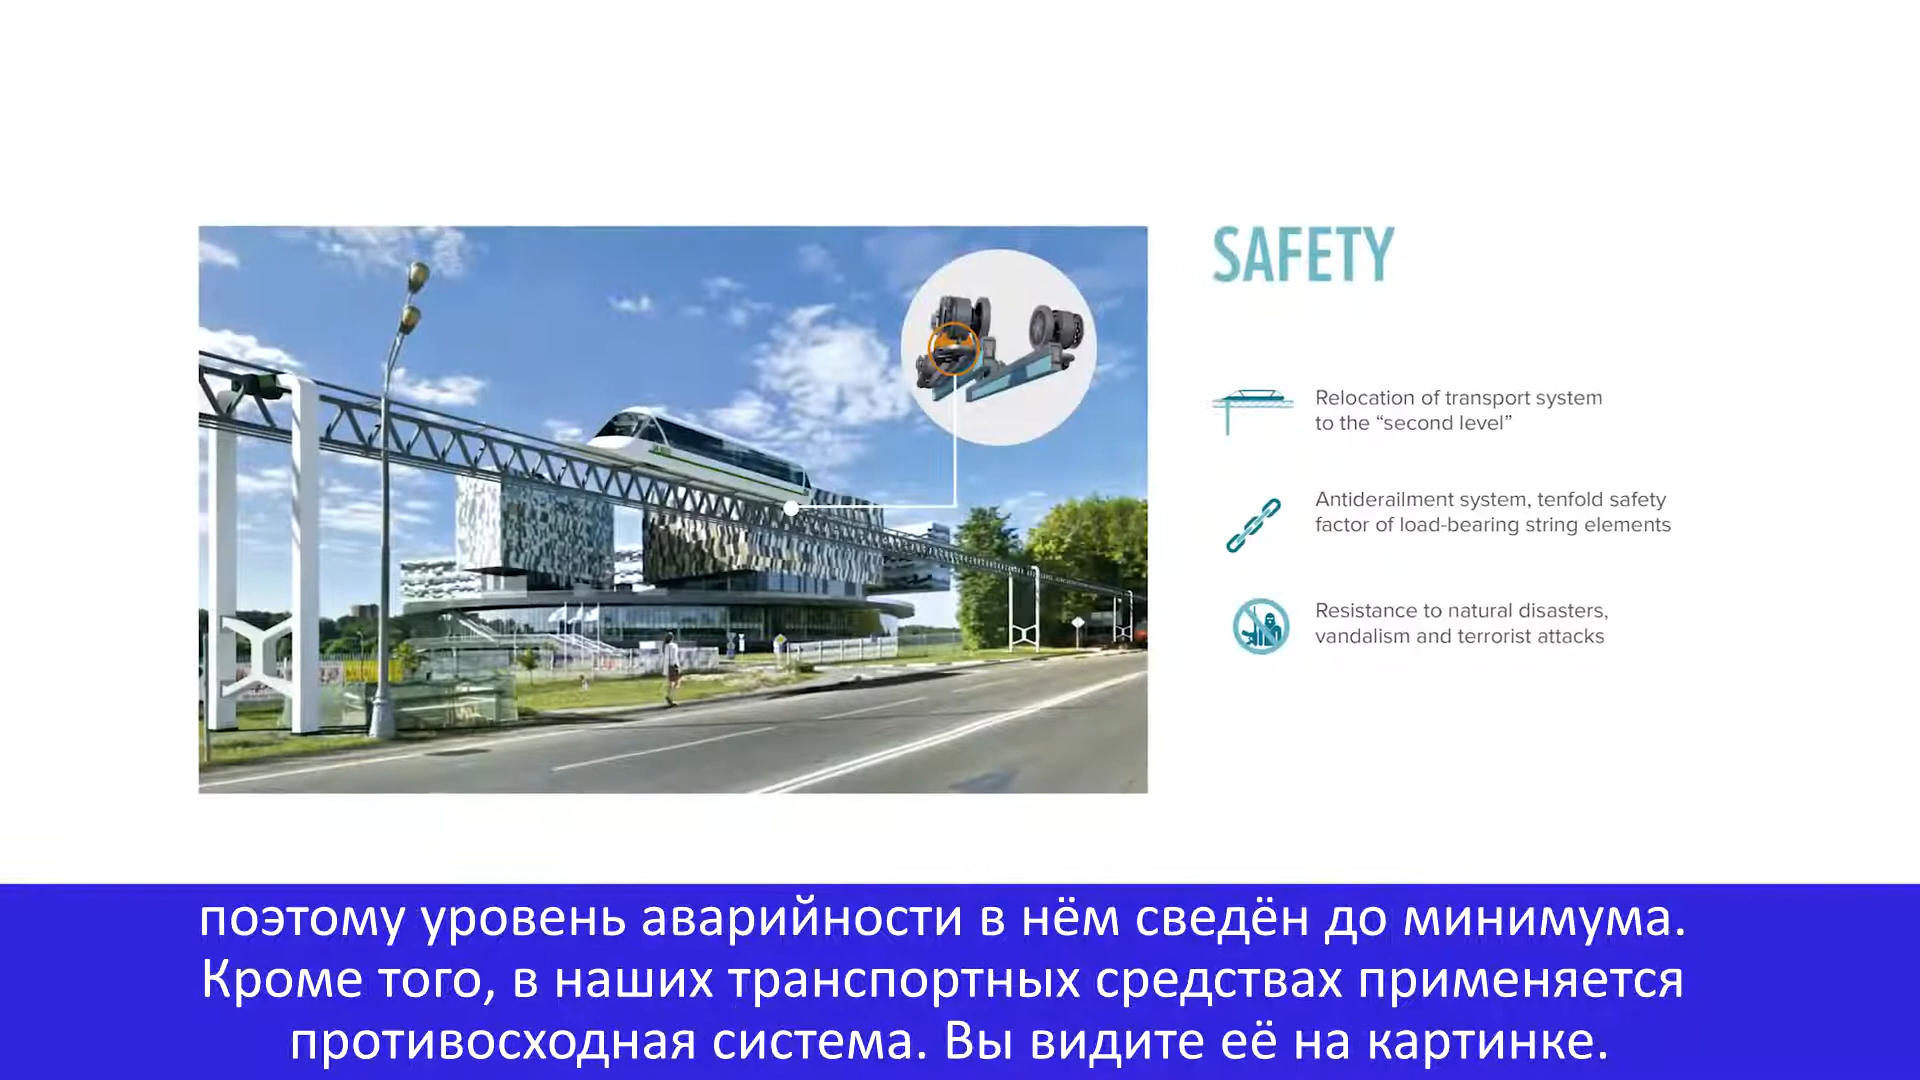 SAFETY
Relocation of transport system
to the “second level”
Antiderailment system, tenfold safety
factor of load-bearing string elements
Resistance to natural disasters,
vandalism and terrorist attacks
поэтому уровень аварийности в нём сведён до минимума.
Кроме того, в наших транспортных средствах применяется
противосходная система. Вы видите её на картинке.